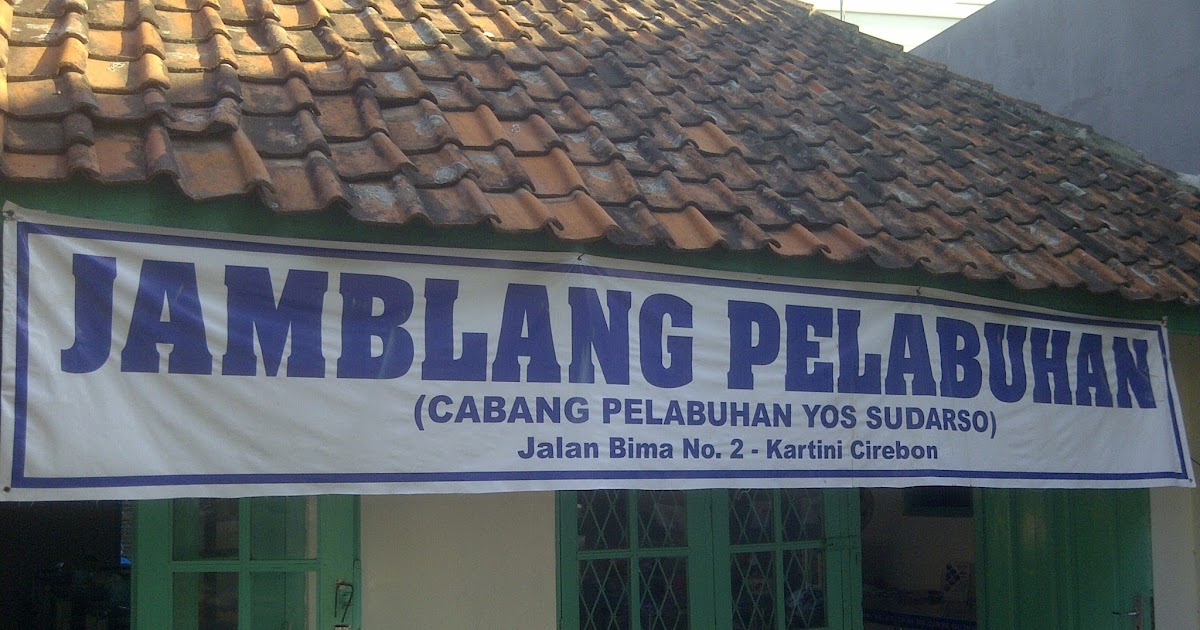 JAMBLANG PELABUHAN
(CABANG PELABUHAN YOS SUDARSO)
Jalan Bima No. 2 - Kartini Cirebon